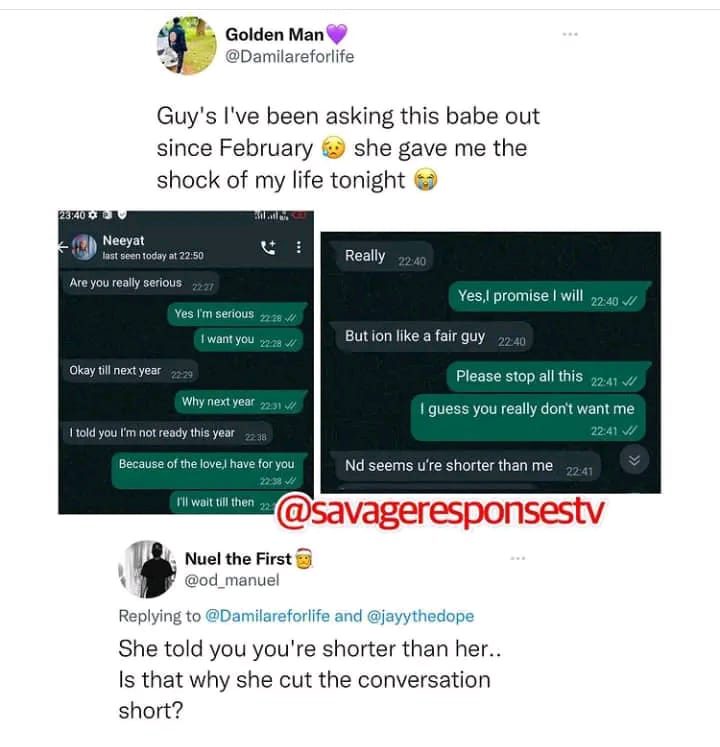 Golden Man💜
@Damilareforlife
Guy's I've been asking this babe out
since February 😥 she gave me the
shock of my life tonight 😭
23:40
Neeyat
last seen today at 22:50
Are you really serious 22:27
Yes I'm serious 22:28
I want you 22:28
Okay till next year 22:29
Why next year 22:31
I told you I'm not ready this year 22:38
Because of the love,I have for you
22:38
I'll wait till then
Really 22:40
Yes,I promise I will 22:40
But ion like a fair guy 22:40
Please stop all this 22:41
I guess you really don't want me
22:41
Nd seems u're shorter than me 22:41
@savageresponsestv
Nuel the First🎅
@od_manuel
Replying to @Damilareforlife and @jayythedope
She told you you're shorter than her..
Is that why she cut the conversation
short?